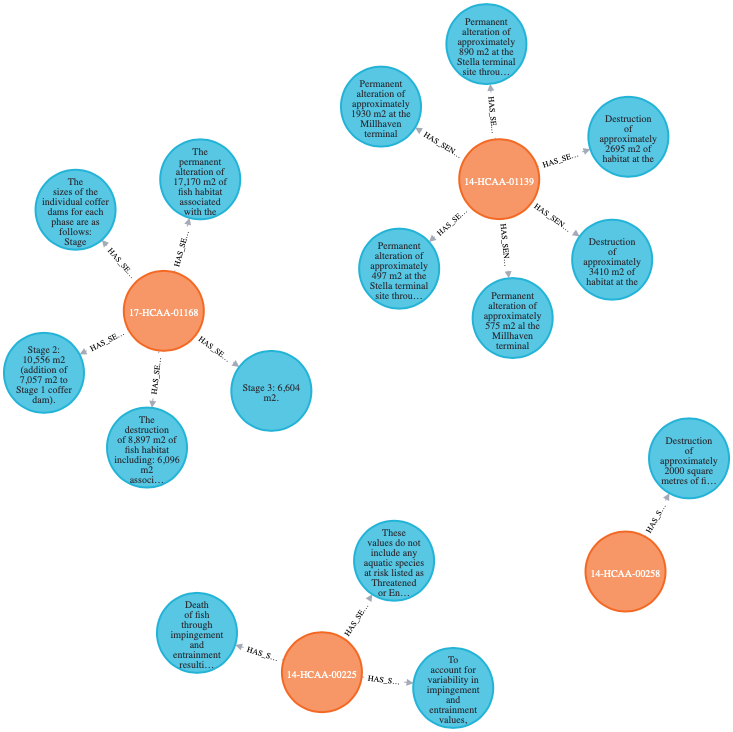 Permanent
alteration of
approximately
890 m2 at the
Stella terminal
site throu…
HAS_SE…
Permanent
alteration of
approximately
1930 m2 at the
Millhaven
terminal
HAS_SEN…
14-HCAA-01139
HAS_SE…
Destruction
of
approximately
2695 m2 of
habitat at the
HAS_SEN…
Destruction
of
approximately
3410 m2 of
habitat at the
HAS_SE…
Permanent
alteration of
approximately
497 m2 at the
Stella terminal
site throu…
HAS_SEN…
Permanent
alteration of
approximately
575 m2 al the
Millhaven
terminal
The
permanent
alteration of
17,170 m2 of
fish habitat
associated
with the
HAS_SE…
The
sizes of the
individual coffer
dams for each
phase are as
follows:
Stage
HAS_SE…
17-HCAA-01168
HAS_SE…
Stage 2:
10,556 m2
(addition of
7,057 m2 to
Stage 1 coffer
dam).
HAS_SE…
Stage 3: 6,604
m2.
HAS_SE…
The
destruction
of 8,897 m2 of
fish habitat
including: 6,096
m2
associ…
Destruction
of
approximately
2000 square
metres of fi…
HAS_S…
14-HCAA-00258
These
values do not
include any
aquatic species
at risk listed as
Threatened
or En…
HAS_SE…
Death
of fish
through
impingement
and
entrainment
resulti…
HAS_S…
14-HCAA-00225
HAS_S…
To
account for
variability in
impingement
and
entrainment
values,